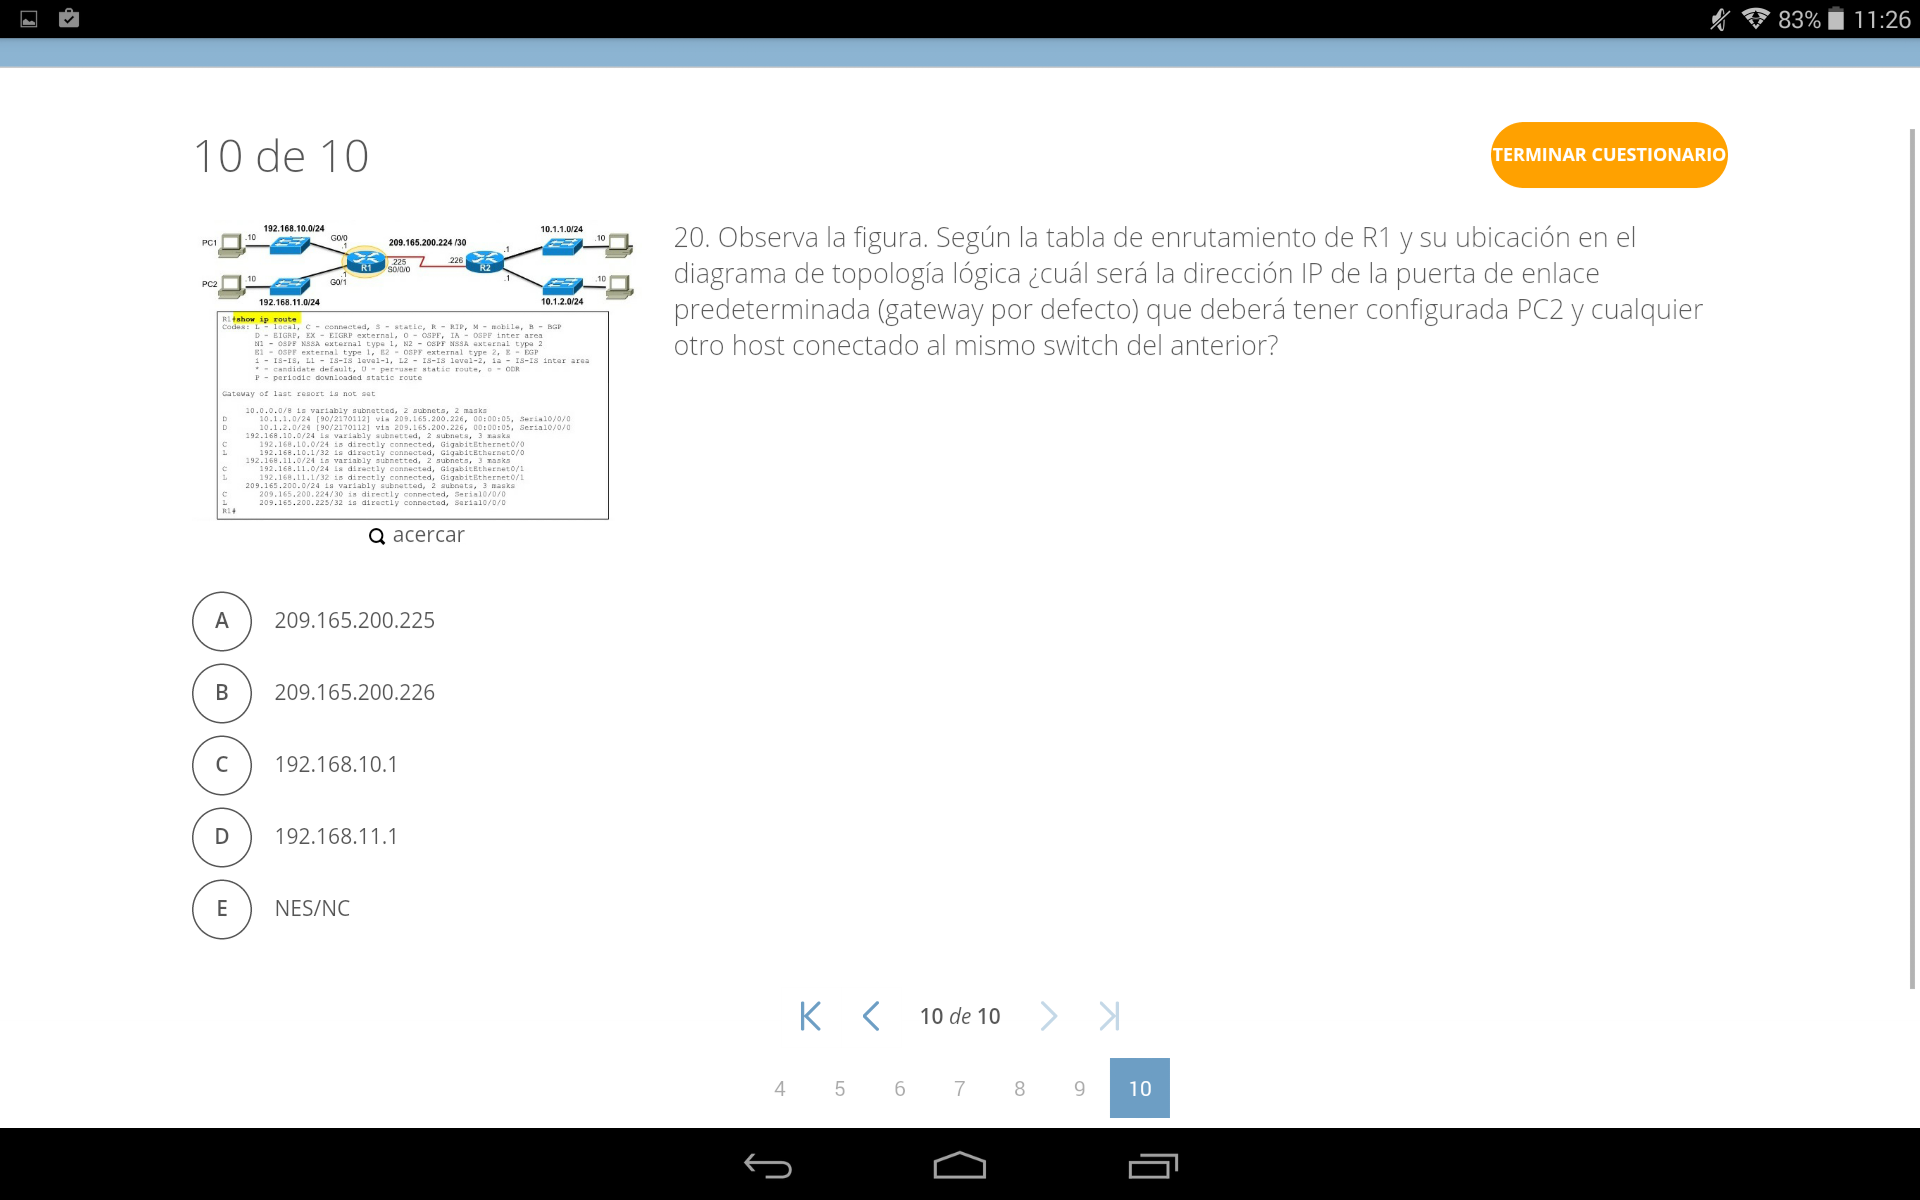 83% 11:26
10 de 10
TERMINAR CUESTIONARIO
192.168.10.0/24
PC1
.10
G0/0
.1
209.165.200.224 /30
.225
S0/0/0
R1
.226
R2
.1
10.1.1.0/24
.10
PC2
.10
.1
G0/1
192.168.11.0/24
.1
.10
10.1.2.0/24
R1#show ip route
Codes: L - local, C - connected, S - static, R - RIP, M - mobile, B - BGP
D - EIGRP, EX - EIGRP external, O - OSPF, IA - OSPF inter area
N1 - OSPF NSSA external type 1, N2 - OSPF NSSA external type 2
E1 - OSPF external type 1, E2 - OSPF external type 2, E - EGP
i - IS-IS, L1 - IS-IS level-1, L2 - IS-IS level-2, ia - IS-IS inter area
* - candidate default, U - per-user static route, o - ODR
P - periodic downloaded static route
Gateway of last resort is not set
10.0.0.0/8 is variably subnetted, 2 subnets, 2 masks
D 10.1.1.0/24 [90/2170112] via 209.165.200.226, 00:00:05, Serial0/0/0
D 10.1.2.0/24 [90/2170112] via 209.165.200.226, 00:00:05, Serial0/0/0
192.168.10.0/24 is variably subnetted, 2 subnets, 3 masks
C 192.168.10.0/24 is directly connected, GigabitEthernet0/0
L 192.168.10.1/32 is directly connected, GigabitEthernet0/0
192.168.11.0/24 is variably subnetted, 2 subnets, 3 masks
C 192.168.11.0/24 is directly connected, GigabitEthernet0/1
L 192.168.11.1/32 is directly connected, GigabitEthernet0/1
209.165.200.0/24 is variably subnetted, 2 subnets, 3 masks
C 209.165.200.224/30 is directly connected, Serial0/0/0
L 209.165.200.225/32 is directly connected, Serial0/0/0
R1#
acercar
20. Observa la figura. Según la tabla de enrutamiento de R1 y su ubicación en el
diagrama de topología lógica ¿cuál será la dirección IP de la puerta de enlace
predeterminada (gateway por defecto) que deberá tener configurada PC2 y cualquier
otro host conectado al mismo switch del anterior?
A 209.165.200.225
B 209.165.200.226
C 192.168.10.1
D 192.168.11.1
E NES/NC
10 de 10
4 5 6 7 8 9 10